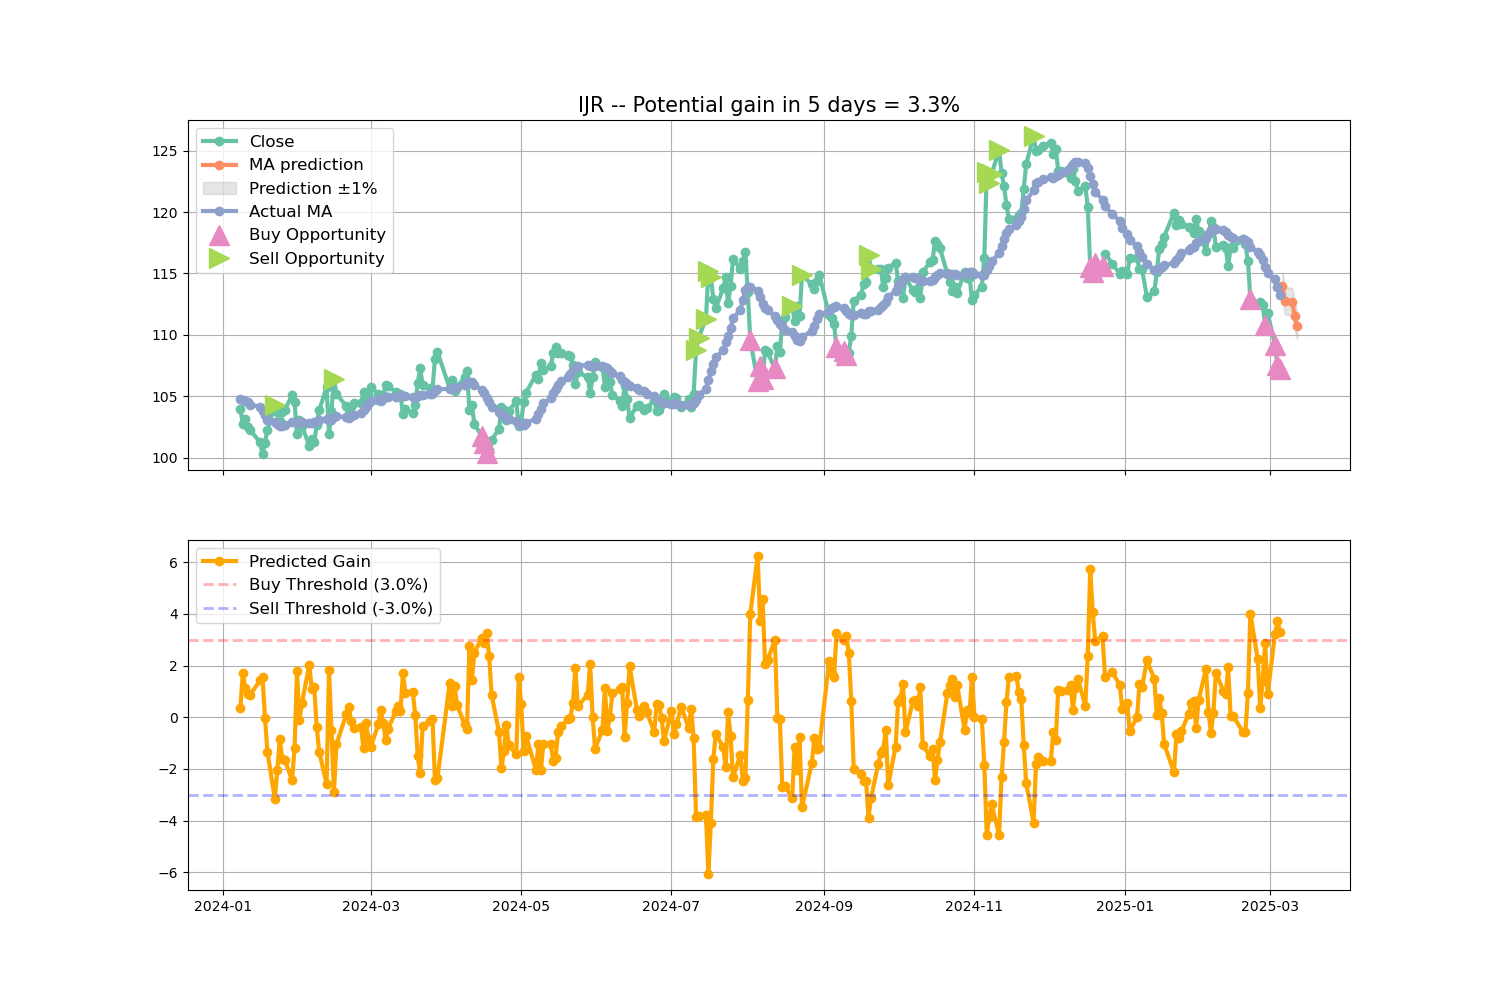 IJR -- Potential gain in 5 days = 3.3%
Close
MA prediction
Prediction ±1%
Actual MA
Buy Opportunity
Sell Opportunity
125
120
115
110
105
100
Predicted Gain
Buy Threshold (3.0%)
Sell Threshold (-3.0%)
6
4
2
0
−2
−4
−6
2024-01 2024-03 2024-05 2024-07 2024-09 2024-11 2025-01 2025-03